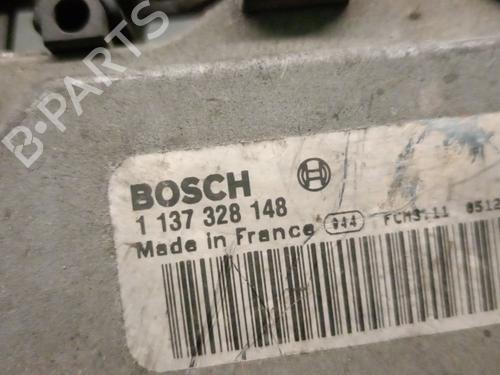 B-PARTS
BOSCH
1 137 328 148
Made in France 944 FCM3.11 0512